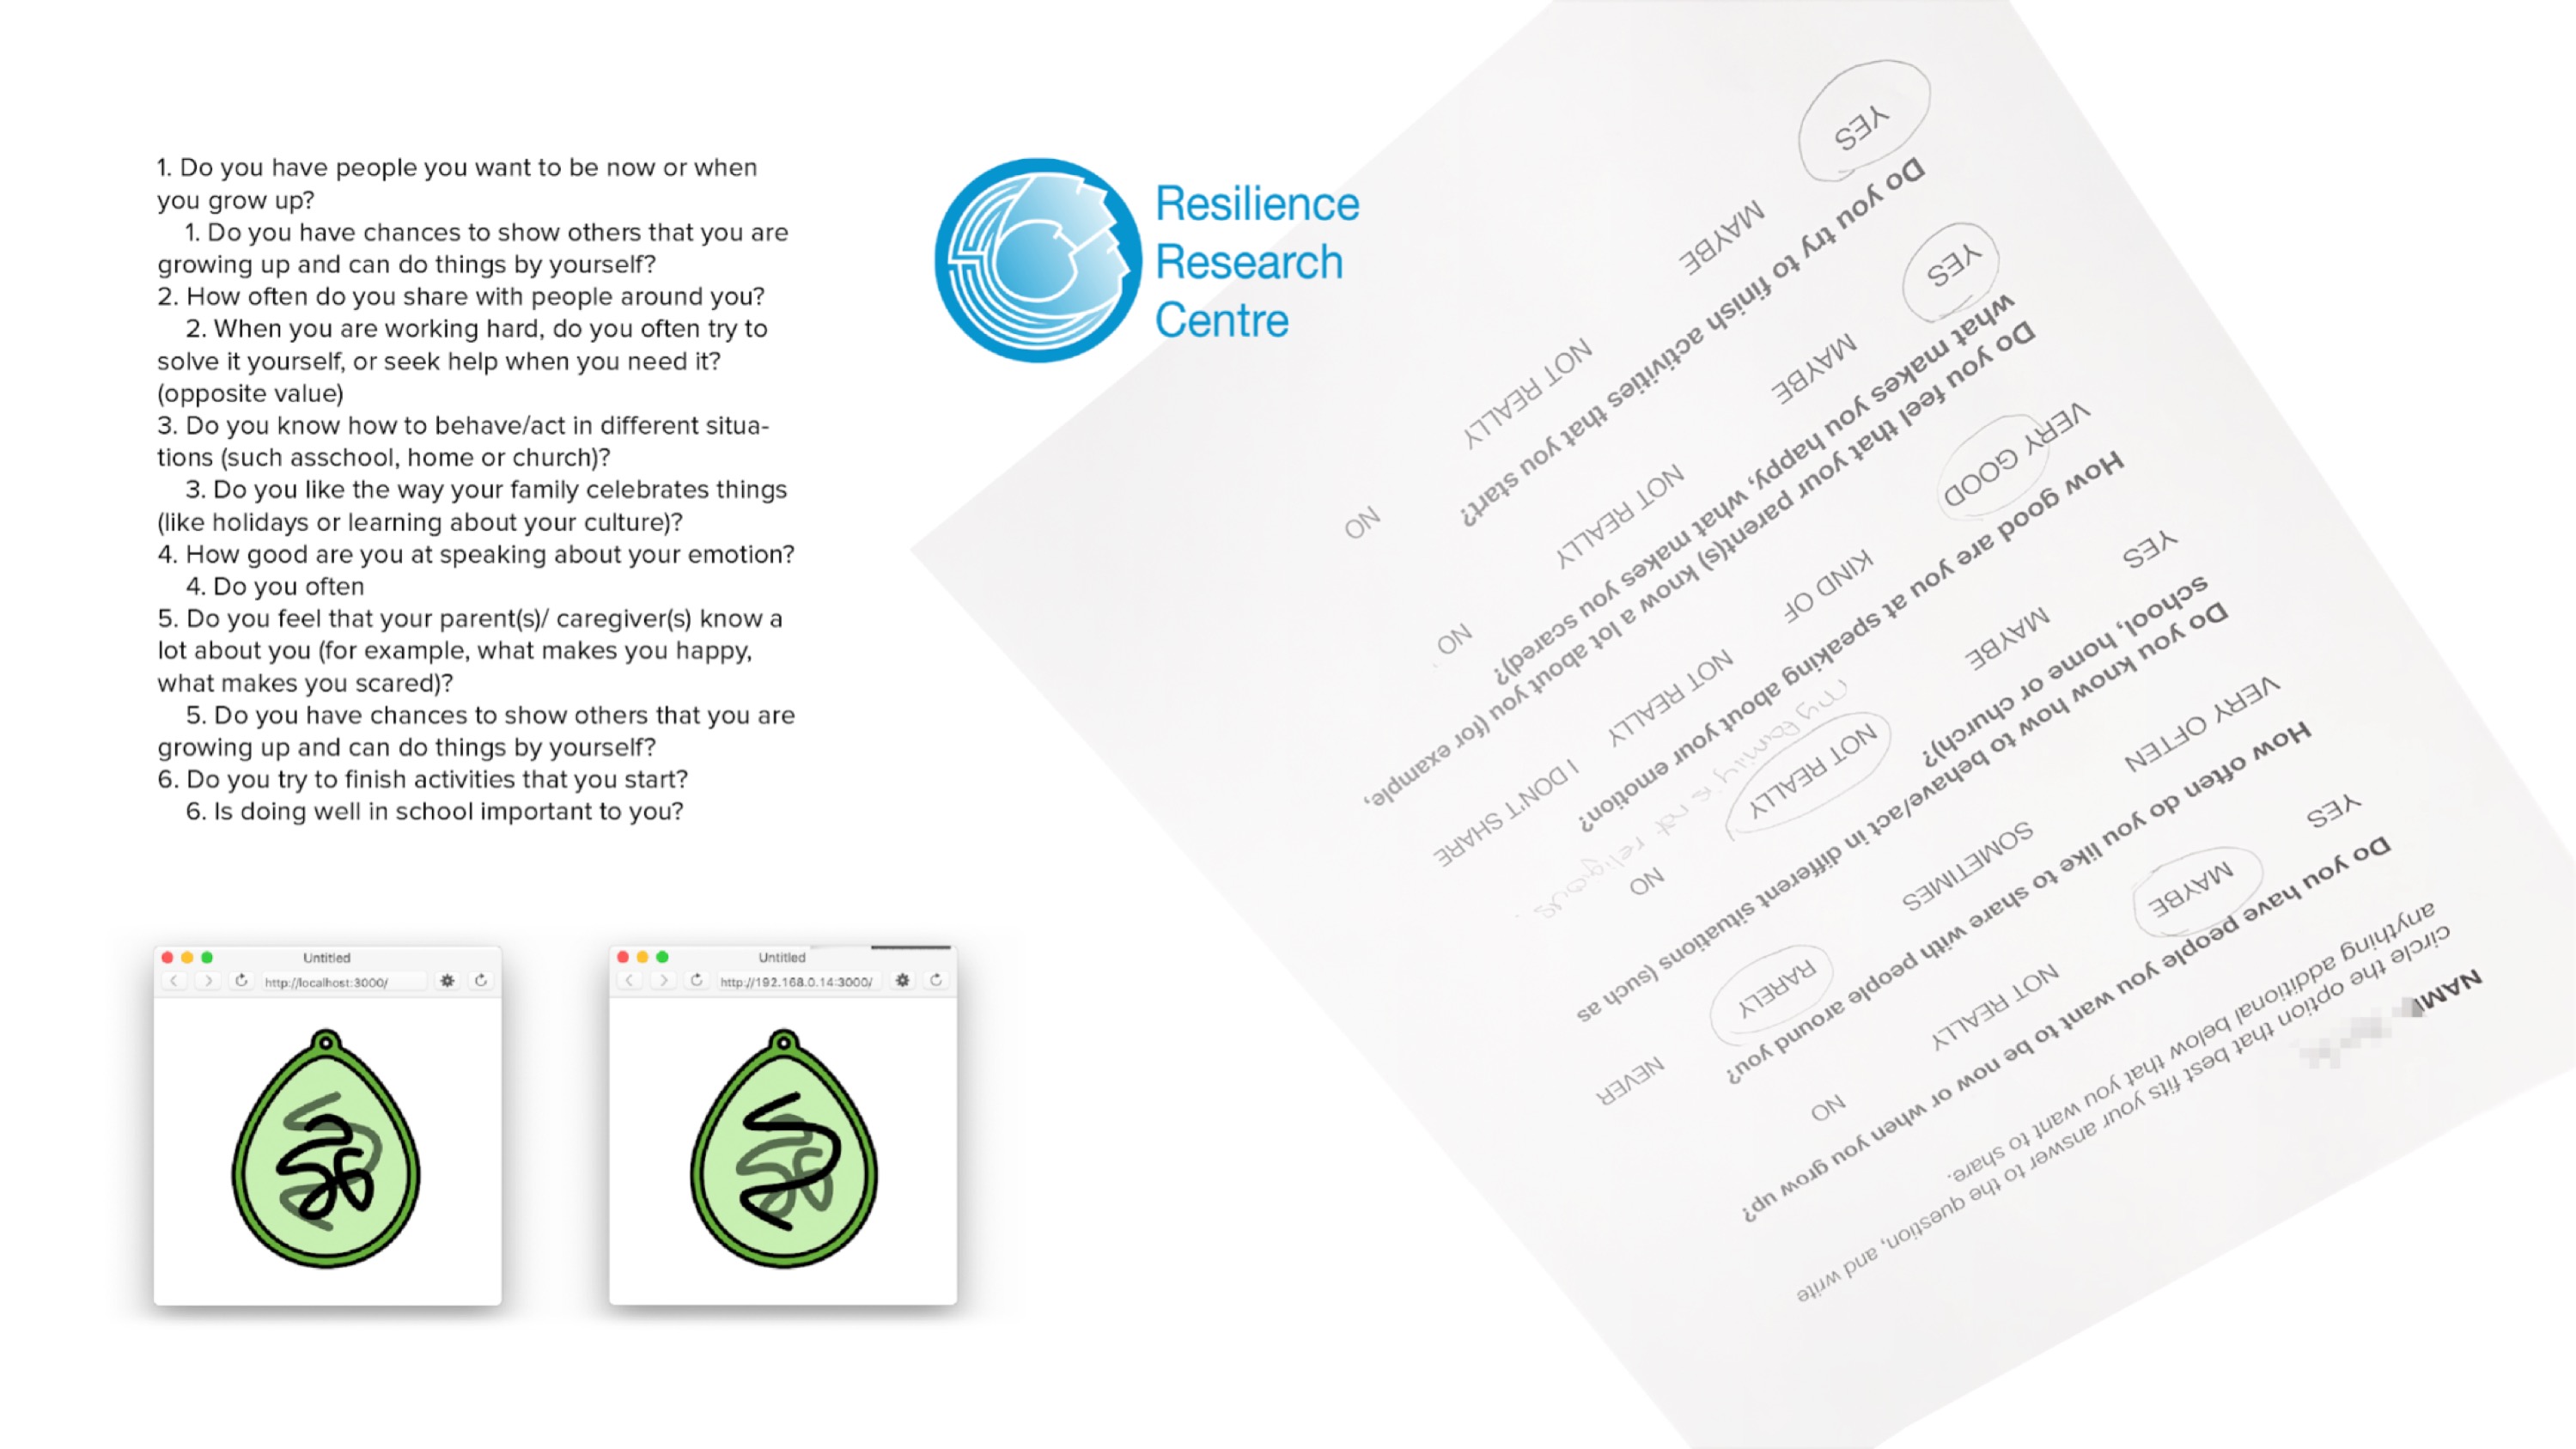 1. Do you have people you want to be now or when
you grow up?
1. Do you have chances to show others that you are
growing up and can do things by yourself?
2. How often do you share with people around you?
2. When you are working hard, do you often try to
solve it yourself, or seek help when you need it?
(opposite value)
3. Do you know how to behave/act in different situa-
tions (such asschool, home or church)?
3. Do you like the way your family celebrates things
(like holidays or learning about your culture)?
4. How good are you at speaking about your emotion?
4. Do you often
5. Do you feel that your parent(s)/ caregiver(s) know a
lot about you (for example, what makes you happy,
what makes you scared)?
5. Do you have chances to show others that you are
growing up and can do things by yourself?
6. Do you try to finish activities that you start?
6. Is doing well in school important to you?
Resilience
Research
Centre
Untitled
http://localhost:3000/
Untitled
http://192.168.0.14:3000/
circle the option that best fits your answer to the question, and write
anything additional below that you want to share.
Do you have people you want to be now or when you grow up?
YES MAYBE NOT REALLY NO
How often do you like to share with people around you?
VERY OFTEN SOMETIMES RARELY NEVER
Do you know how to behave/act in different situations (such as
school, home or church)?
YES MAYBE NOT REALLY NO
my family is not religious
How good are you at speaking about your emotion?
VERY GOOD KIND OF NOT REALLY I DON'T SHARE
Do you feel that your parent(s) know a lot about you (for example,
what makes you happy, what makes you scared)?
YES MAYBE NOT REALLY NO
Do you try to finish activities that you start?
YES MAYBE NOT REALLY NO